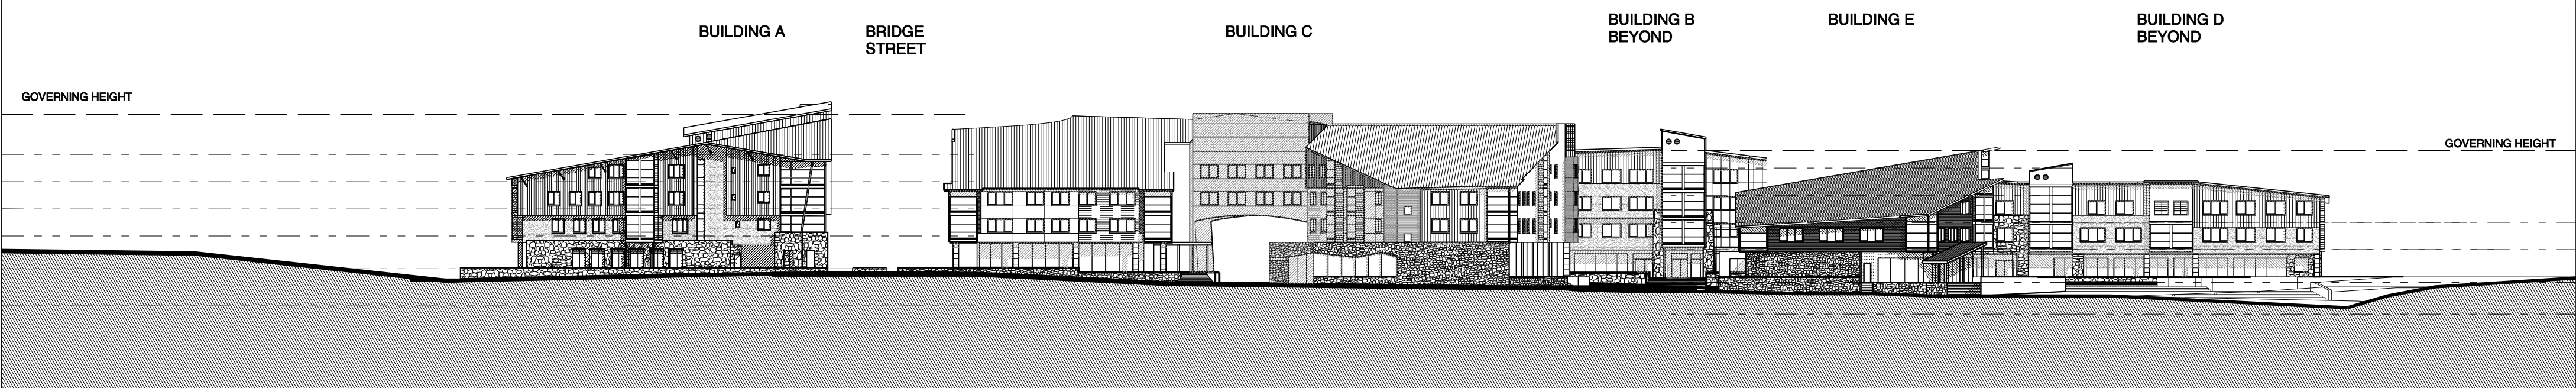 BUILDING A
BRIDGE
STREET
BUILDING C
BUILDING B
BEYOND
BUILDING E
BUILDING D
BEYOND
GOVERNING HEIGHT
GOVERNING HEIGHT